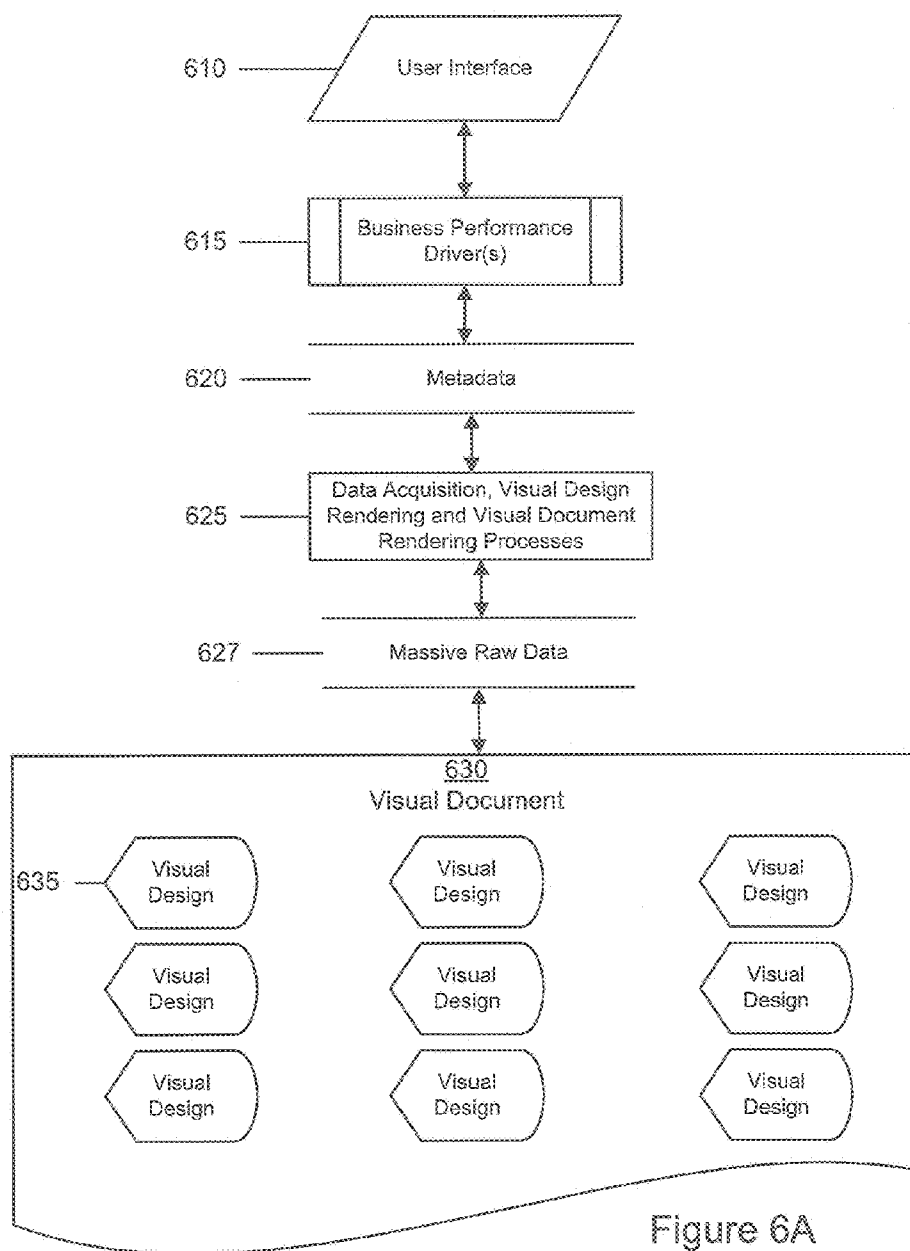 610
User Interface
615
Business Performance
Driver(s)
620
Metadata
625
Data Acquisition, Visual Design
Rendering and Visual Document
Rendering Processes
627
Massive Raw Data
630
Visual Document
635
Visual
Design
Visual
Design
Visual
Design
Visual
Design
Visual
Design
Visual
Design
Visual
Design
Visual
Design
Visual
Design
Figure 6A